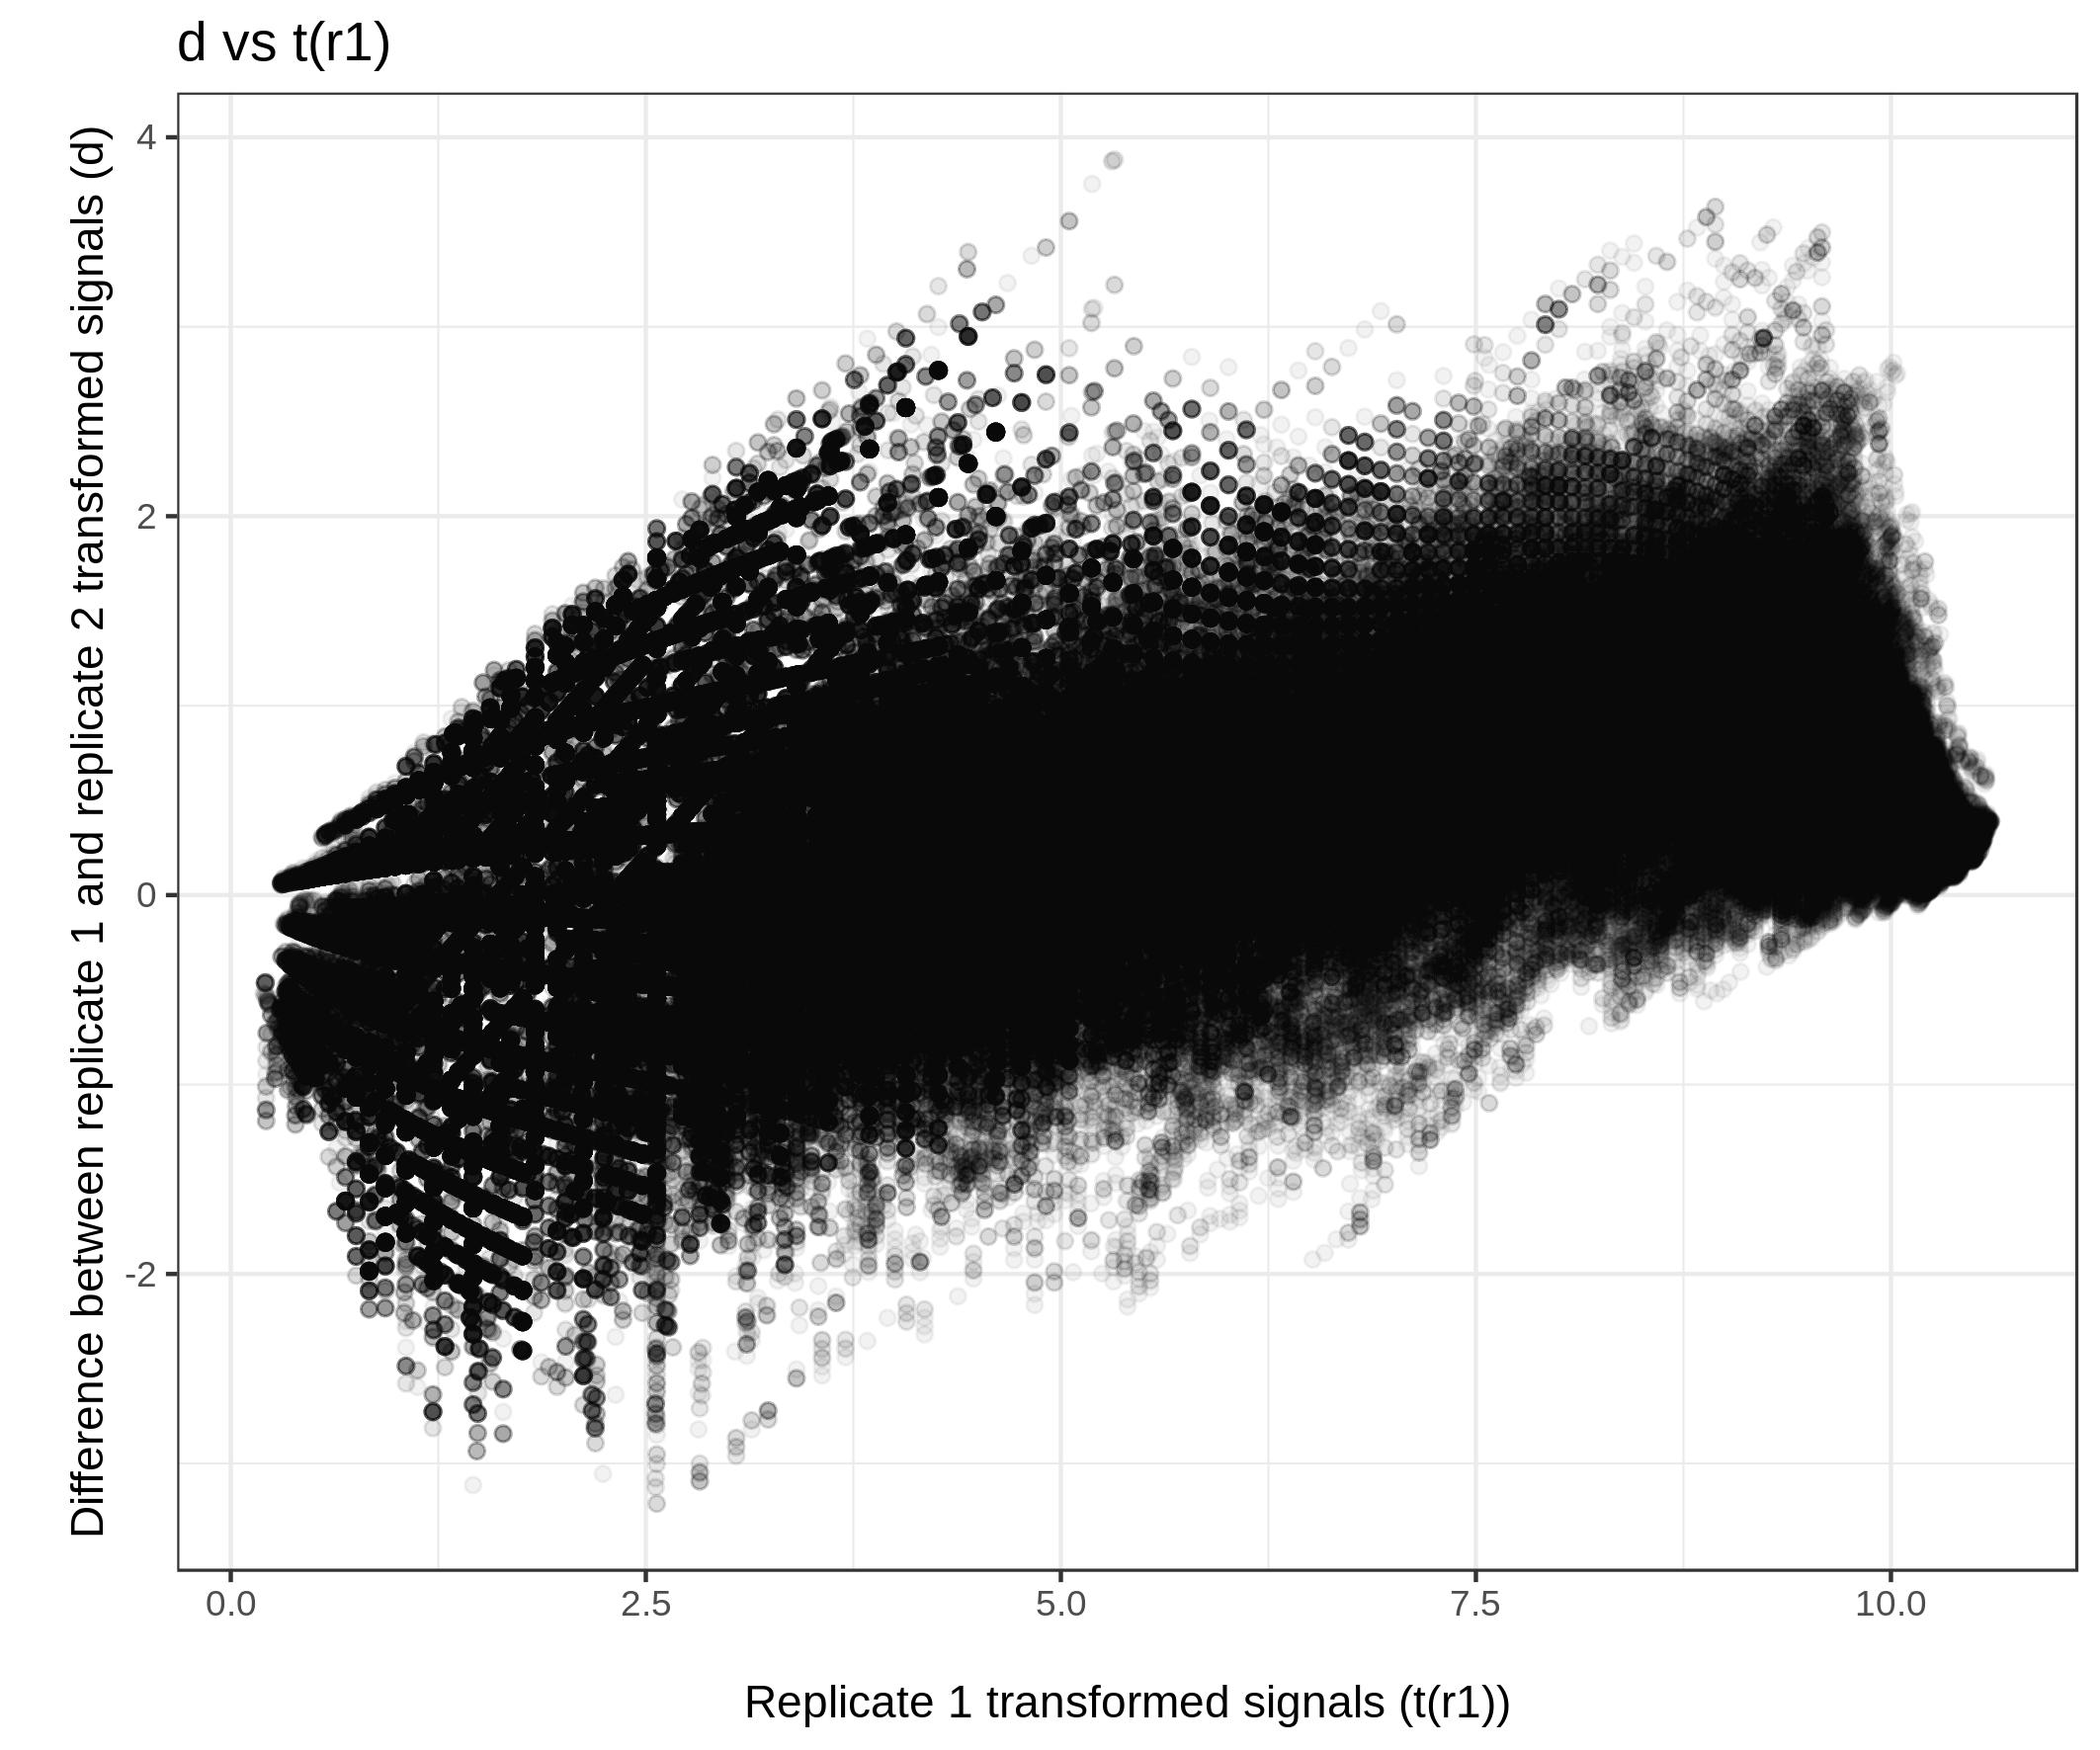 d vs t(r1)
Difference between replicate 1 and replicate 2 transformed signals (d)
4
2
0
-2
0.0 2.5 5.0 7.5 10.0
Replicate 1 transformed signals (t(r1))